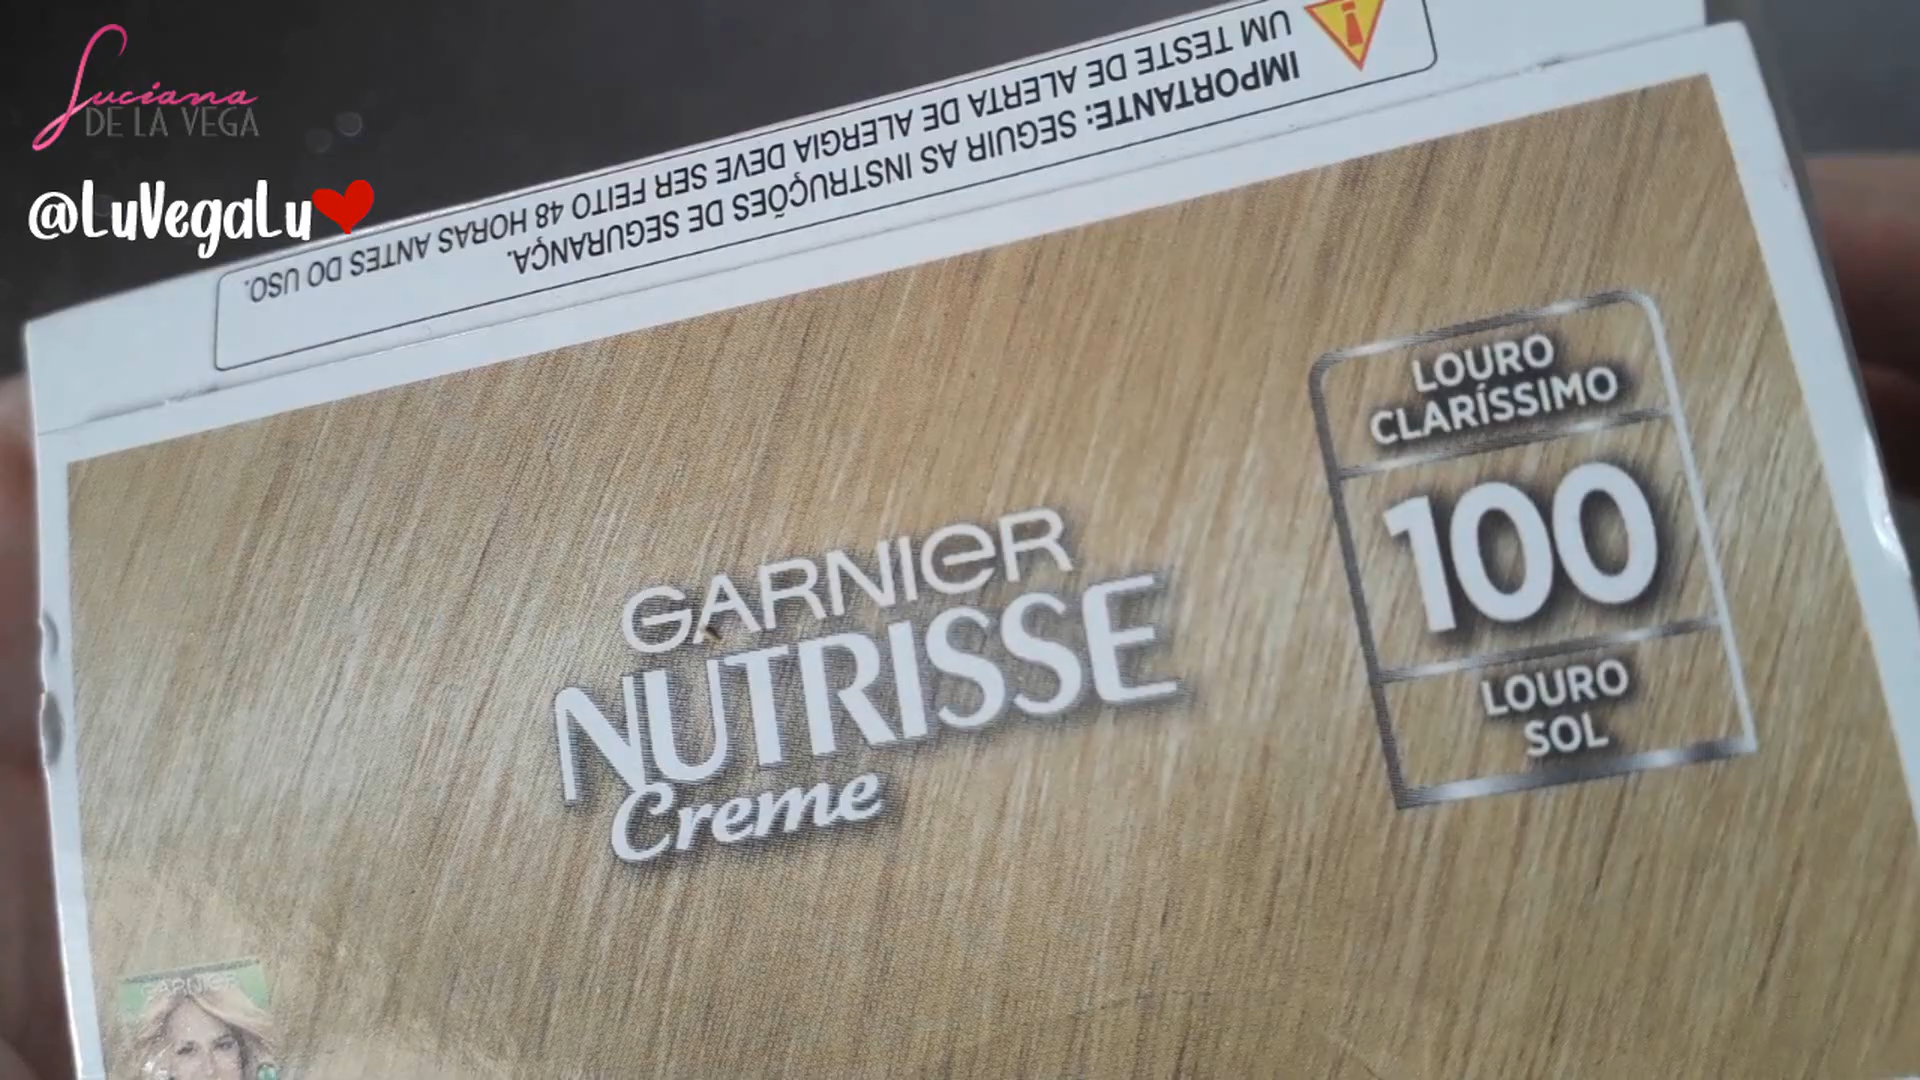 Luciana
DE LA VEGA
@LuVegaLu
IMPORTANTE: SEGUIR AS INSTRUÇÕES DE SEGURANÇA.
UM TESTE DE ALERTA DE ALERGIA DEVE SER FEITO 48 HORAS ANTES DO USO.
LOURO
CLARÍSSIMO
100
LOURO
SOL
GARNIER
NUTRISSE
Creme
GARNIER